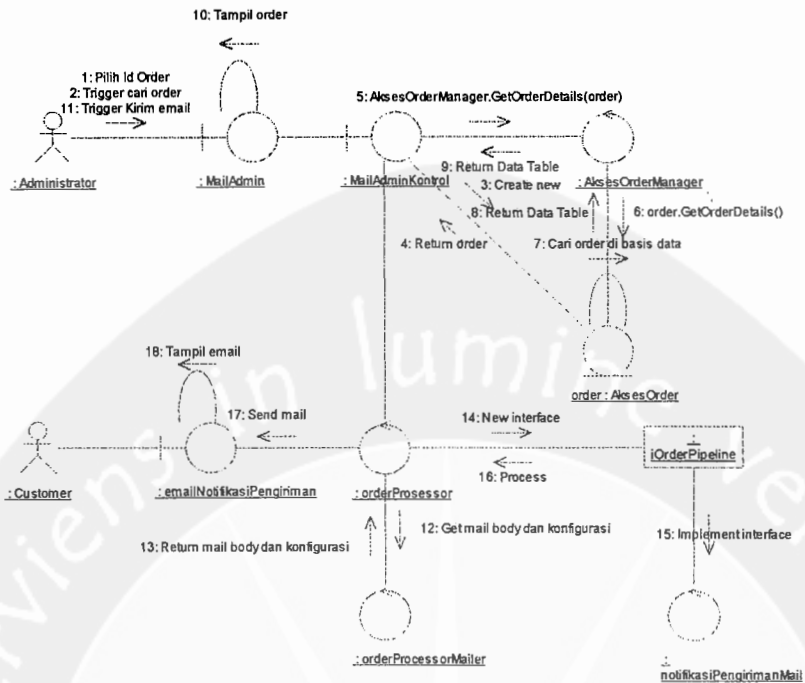 10: Tampil order
1: Pilih Id Order
2: Trigger cari order
11: Trigger Kirim email
5: AksesOrderManager.GetOrderDetails(order)
: Administrator
: MailAdmin
: MailAdminKontrol
9: Return Data Table
3: Create new
: AksesOrderManager
8: Return Data Table
6: order.GetOrderDetails()
4: Return order
7: Cari order di basis data
order : AksesOrder
18: Tampil email
17: Send mail
14: New interface
: Customer
: emailNotifikasiPengiriman
: orderProsessor
16: Process
:
iOrderPipeline
13: Return mail body dan konfigurasi
12: Get mail body dan konfigurasi
15: Implement interface
: orderProcessorMailer
:
notifikasiPengirimanMail
serviens in lumine ve